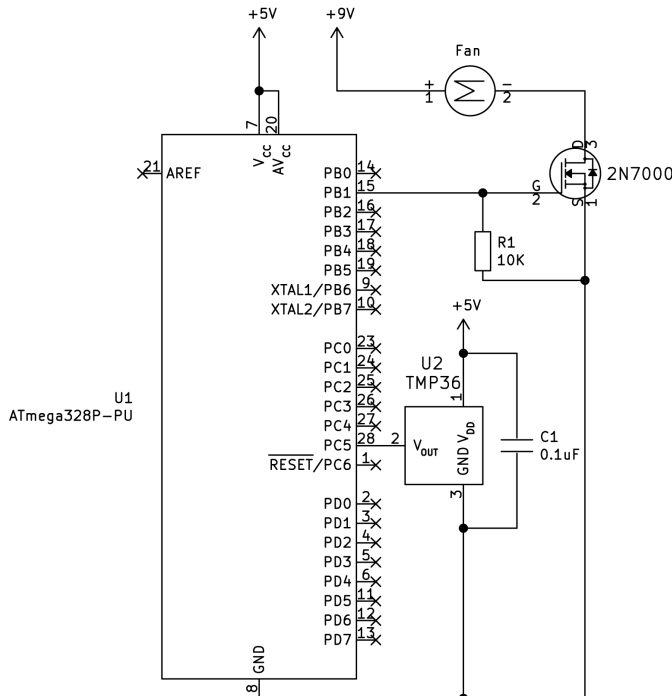 +5V
+9V
Fan
+
1
-
2
7
20
VCC
AVCC
D
3
2N7000
G
2
S
1
21
AREF
PB0
14
PB1
15
PB2
16
PB3
17
PB4
18
PB5
19
XTAL1/PB6
9
XTAL2/PB7
10
R1
10K
+5V
PC0
23
PC1
24
PC2
25
PC3
26
PC4
27
PC5
28
RESET/PC6
1
U1
ATmega328P-PU
U2
TMP36
1
2
VOUT
VDD
GND
3
C1
0.1uF
PD0
2
PD1
3
PD2
4
PD3
5
PD4
6
PD5
11
PD6
12
PD7
13
GND
8